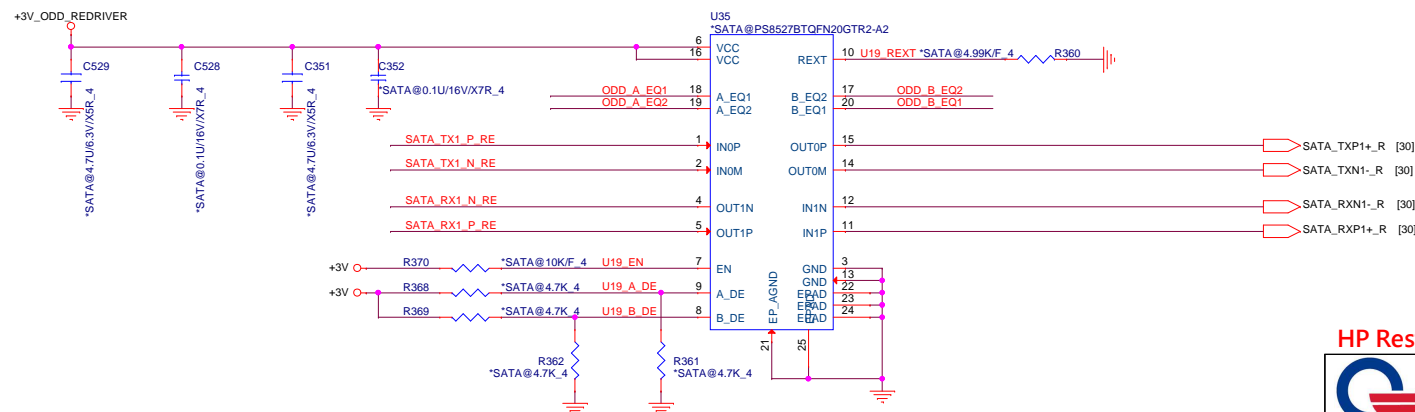 +3V_ODD_REDRIVER
U35
*SATA@PS8527BTQFN20GTR2-A2
C529
C528
C351
C352
*SATA@4.7U/6.3V/X5R_4
*SATA@0.1U/16V/X7R_4
*SATA@4.7U/6.3V/X5R_4
*SATA@0.1U/16V/X7R_4
6 VCC
16 VCC
REXT 10 U19_REXT *SATA@4.99K/F_4 R360
ODD_A_EQ1 18 A_EQ1
ODD_A_EQ2 19 A_EQ2
B_EQ2 17 ODD_B_EQ2
B_EQ1 20 ODD_B_EQ1
SATA_TX1_P_RE 1 IN0P OUT0P 15 SATA_TXP1+_R [30]
SATA_TX1_N_RE 2 IN0M OUT0M 14 SATA_TXN1-_R [30]
SATA_RX1_N_RE 4 OUT1N IN1N 12 SATA_RXN1-_R [30]
SATA_RX1_P_RE 5 OUT1P IN1P 11 SATA_RXP1+_R [30]
+3V R370 *SATA@10K/F_4 U19_EN 7 EN GND 3
GND 13
+3V R368 *SATA@4.7K_4 U19_A_DE 9 A_DE EPAD 22
EPAD 23
R369 *SATA@4.7K_4 U19_B_DE 8 B_DE EPAD 24
EP_AGND
EPAD
21
25
R362
*SATA@4.7K_4
R361
*SATA@4.7K_4
HP Res